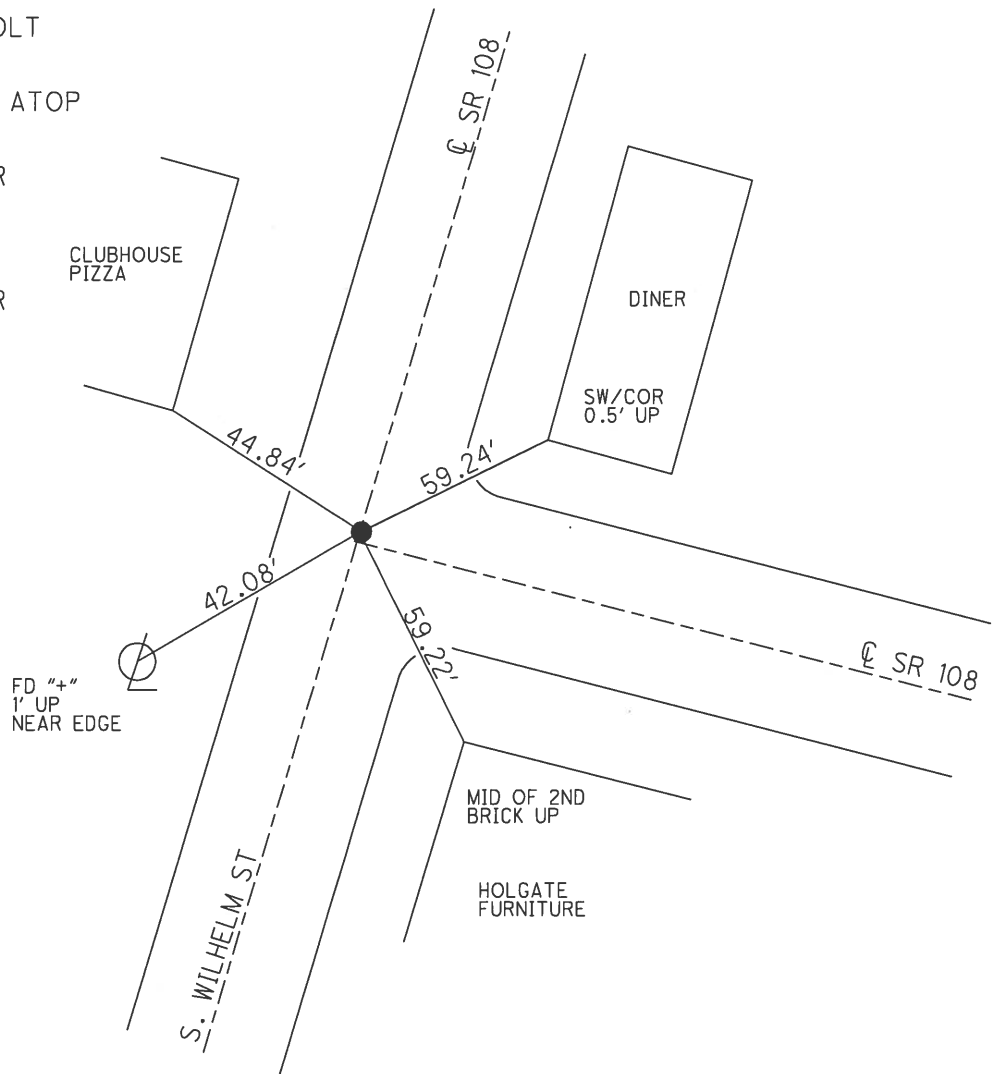 ATOP
℄ SR 108
CLUBHOUSE
PIZZA
DINER
SW/COR
0.5' UP
44.84'
59.24'
42.08'
59.22'
℄ SR 108
FD "+"
1' UP
NEAR EDGE
MID OF 2ND
BRICK UP
HOLGATE
FURNITURE
S. WILHELM ST